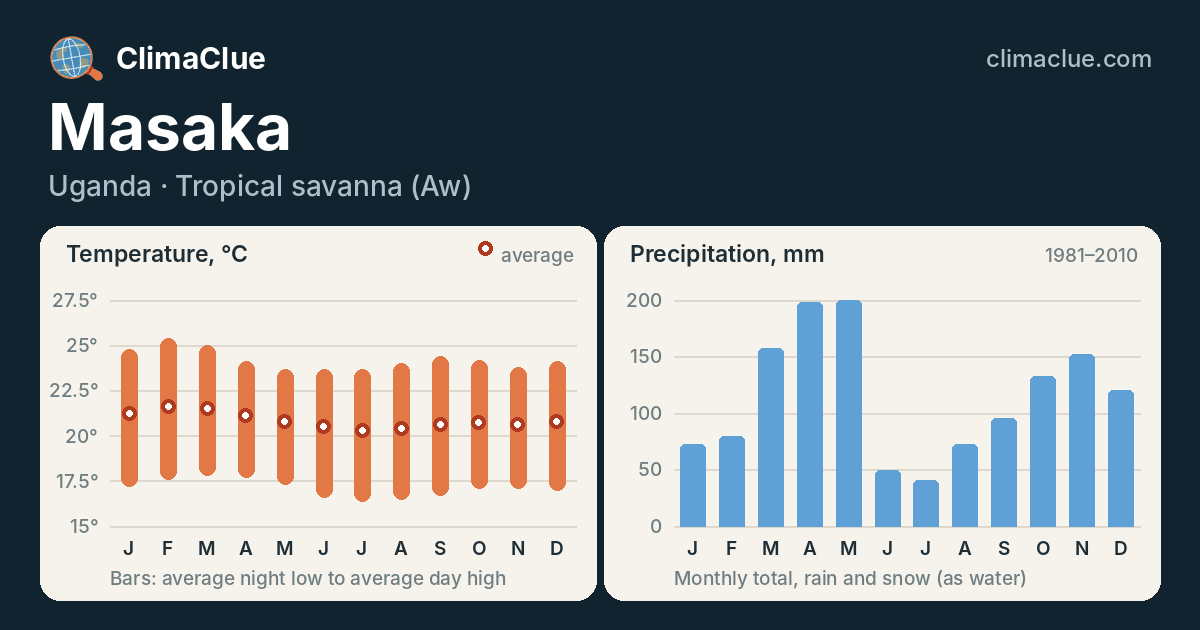 ClimaClue
climaclue.com
Masaka
Uganda · Tropical savanna (Aw)
Temperature, °C
average
27.5°
25°
22.5°
20°
17.5°
15°
J F M A M J J A S O N D
Bars: average night low to average day high
Precipitation, mm
1981–2010
200
150
100
50
0
J F M A M J J A S O N D
Monthly total, rain and snow (as water)